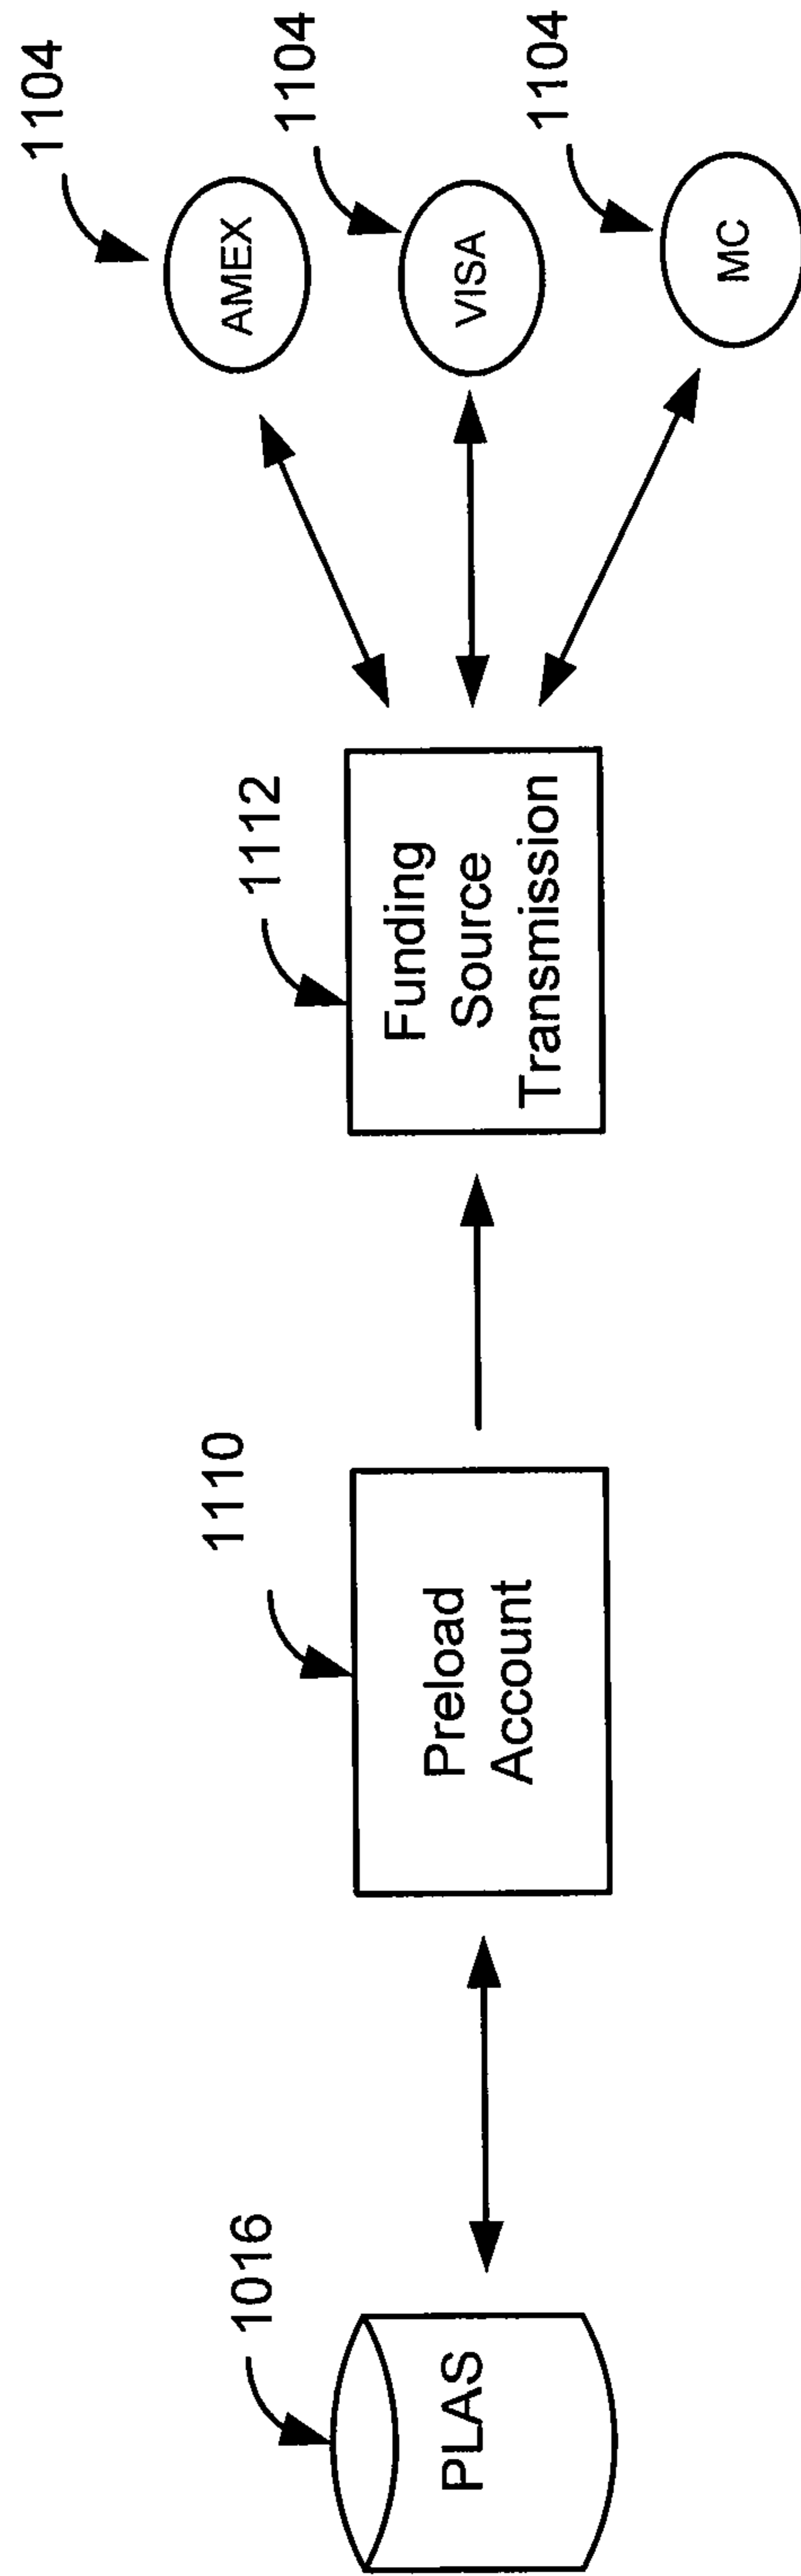 1016
PLAS
1110
Preload
Account
1112
Funding
Source
Transmission
1104
AMEX
1104
VISA
1104
MC